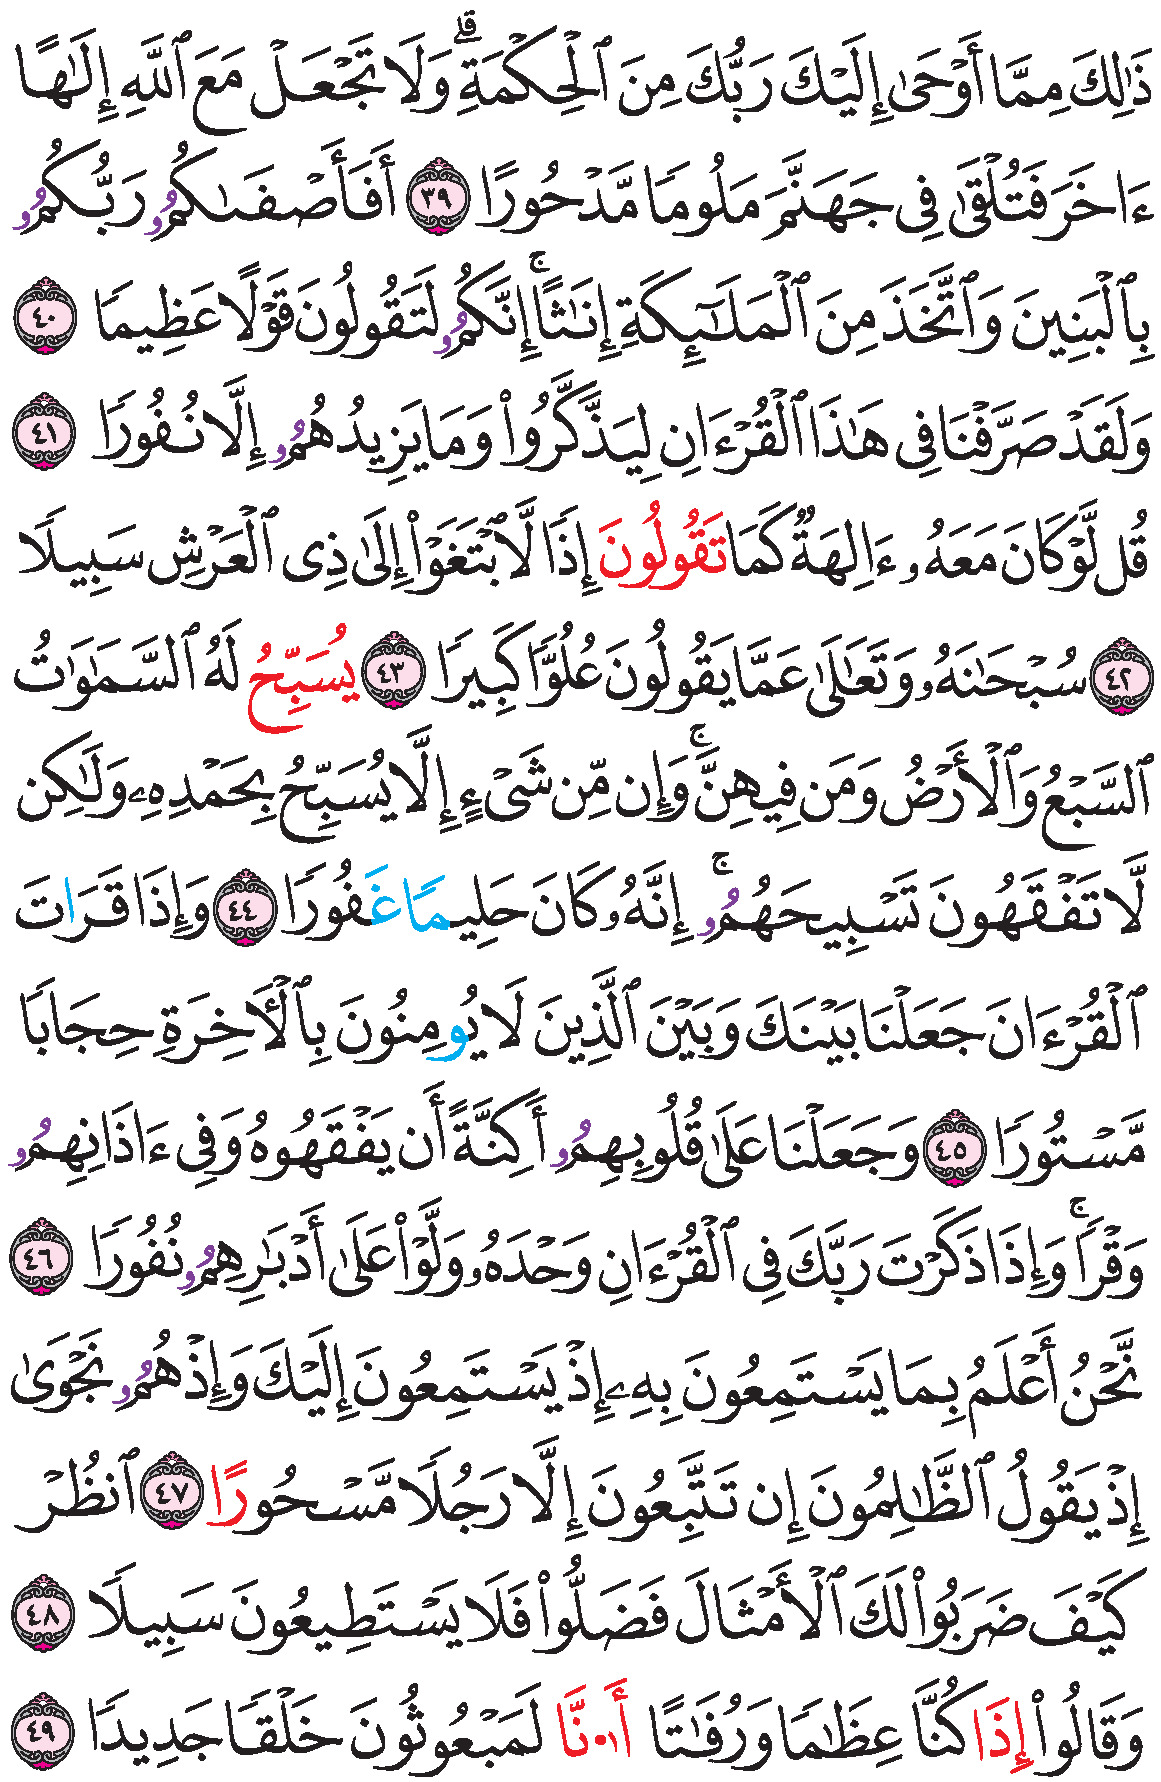 ذَٰلِكَ مِمَّا أَوْحَىٰ إِلَيْكَ رَبُّكَ مِنَ ٱلْحِكْمَةِ ۗ وَلَا تَجْعَلْ مَعَ ٱللَّهِ إِلَـٰهًا
ءَاخَرَ فَتُلْقَىٰ فِى جَهَنَّمَ مَلُومًا مَّدْحُورًا ٣٩ أَفَأَصْفَىٰكُمُۥ رَبُّكُمُۥ
بِٱلْبَنِينَ وَٱتَّخَذَ مِنَ ٱلْمَلَـٰٓئِكَةِ إِنَـٰثًا ۚ إِنَّكُمُۥ لَتَقُولُونَ قَوْلًا عَظِيمًا ٤٠
وَلَقَدْ صَرَّفْنَا فِى هَـٰذَا ٱلْقُرْءَانِ لِيَذَّكَّرُوا۟ وَمَا يَزِيدُهُمُۥ إِلَّا نُفُورًا ٤١
قُل لَّوْ كَانَ مَعَهُۥ ءَالِهَةٌ كَمَا تَقُولُونَ إِذًا لَّٱبْتَغَوْا۟ إِلَىٰ ذِى ٱلْعَرْشِ سَبِيلًا
٤٢ سُبْحَـٰنَهُۥ وَتَعَـٰلَىٰ عَمَّا يَقُولُونَ عُلُوًّا كَبِيرًا ٤٣ يُسَبِّحُ لَهُ ٱلسَّمَـٰوَٰتُ
ٱلسَّبْعُ وَٱلْأَرْضُ وَمَن فِيهِنَّ ۚ وَإِن مِّن شَىْءٍ إِلَّا يُسَبِّحُ بِحَمْدِهِۦ وَلَـٰكِن
لَّا تَفْقَهُونَ تَسْبِيحَهُمُۥ ۚ إِنَّهُۥ كَانَ حَلِيمًا غَفُورًا ٤٤ وَإِذَا قَرَاتَ
ٱلْقُرْءَانَ جَعَلْنَا بَيْنَكَ وَبَيْنَ ٱلَّذِينَ لَا يُومِنُونَ بِٱلْـَٔاخِرَةِ حِجَابًا
مَّسْتُورًا ٤٥ وَجَعَلْنَا عَلَىٰ قُلُوبِهِمُۥ أَكِنَّةً أَن يَفْقَهُوهُ وَفِى ءَاذَانِهِمُۥ
وَقْرًا ۚ وَإِذَا ذَكَرْتَ رَبَّكَ فِى ٱلْقُرْءَانِ وَحْدَهُۥ وَلَّوْا۟ عَلَىٰ أَدْبَـٰرِهِمُۥ نُفُورًا ٤٦
نَّحْنُ أَعْلَمُ بِمَا يَسْتَمِعُونَ بِهِۦ إِذْ يَسْتَمِعُونَ إِلَيْكَ وَإِذْ هُمُۥ نَجْوَىٰ
إِذْ يَقُولُ ٱلظَّـٰلِمُونَ إِن تَتَّبِعُونَ إِلَّا رَجُلًا مَّسْحُورًا ٤٧ ٱنظُرْ
كَيْفَ ضَرَبُوا۟ لَكَ ٱلْأَمْثَالَ فَضَلُّوا۟ فَلَا يَسْتَطِيعُونَ سَبِيلًا ٤٨
وَقَالُوا۟ إِذَا كُنَّا عِظَـٰمًا وَرُفَـٰتًا أَا۬نَّا لَمَبْعُوثُونَ خَلْقًا جَدِيدًا ٤٩